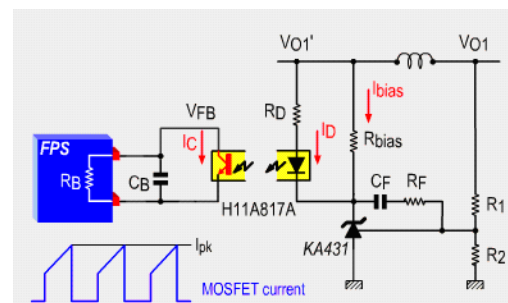 VO1'
VO1
Ibias
RD
ID
Rbias
VFB
IC
FPS
RB
CB
H11A817A
CF
RF
R1
KA431
R2
Ipk
MOSFET current